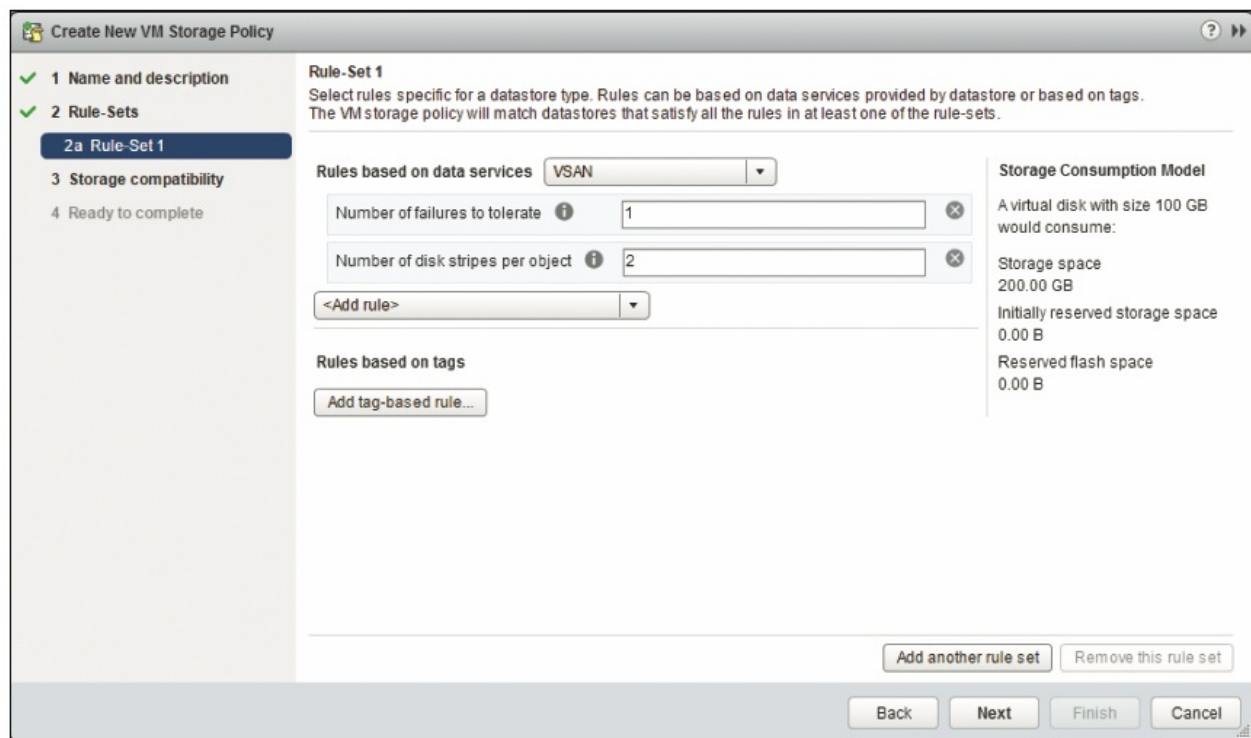 Create New VM Storage Policy
1 Name and description
2 Rule-Sets
2a Rule-Set 1
3 Storage compatibility
4 Ready to complete
Rule-Set 1
Select rules specific for a datastore type. Rules can be based on data services provided by datastore or based on tags.
The VM storage policy will match datastores that satisfy all the rules in at least one of the rule-sets.
Rules based on data services VSAN
Number of failures to tolerate 1
Number of disk stripes per object 2
<Add rule>
Rules based on tags
Add tag-based rule...
Storage Consumption Model
A virtual disk with size 100 GB
would consume:
Storage space
200.00 GB
Initially reserved storage space
0.00 B
Reserved flash space
0.00 B
Add another rule set Remove this rule set
Back Next Finish Cancel